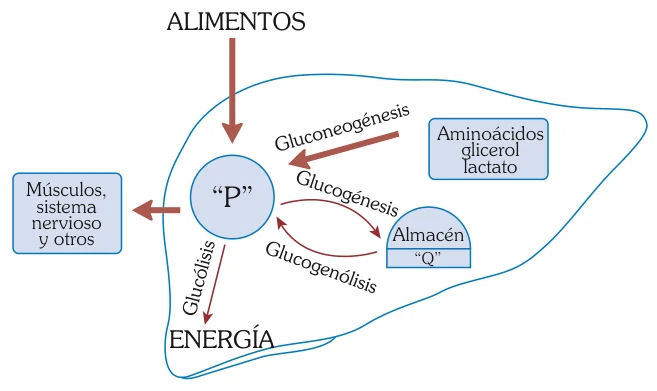 ALIMENTOS
Gluconeogénesis
Aminoácidos
glicerol
lactato
Músculos,
sistema
nervioso
y otros
“P”
Glucogénesis
Almacén
“Q”
Glucogenólisis
Glucólisis
ENERGÍA